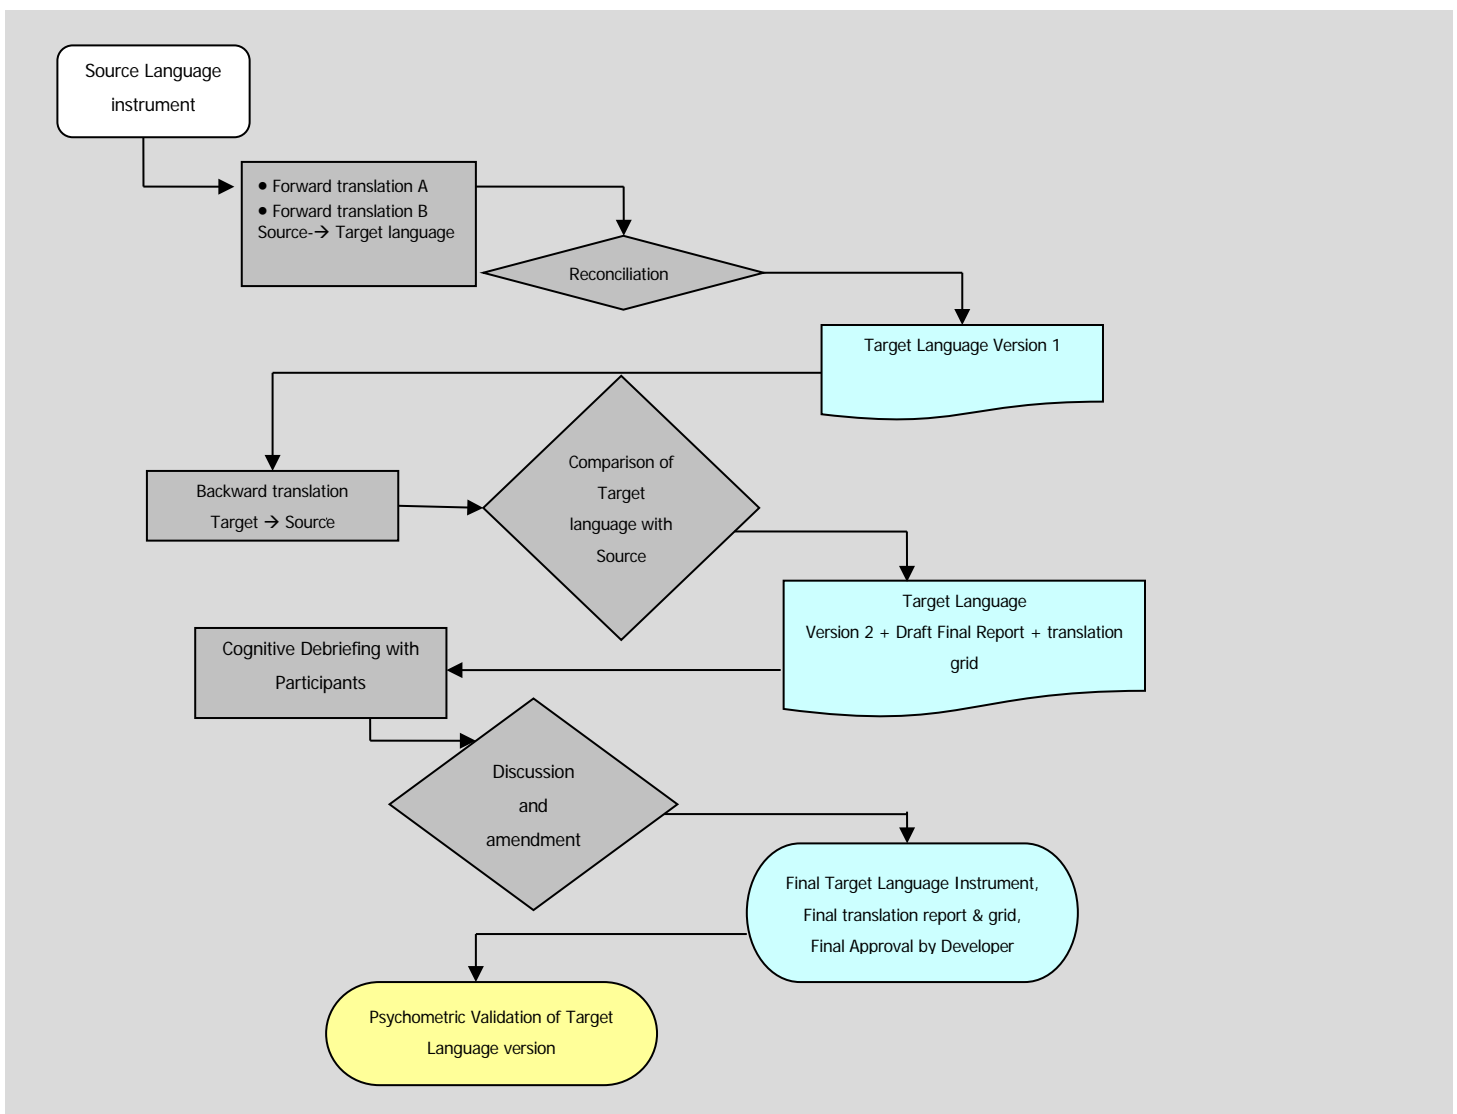 Source Language
instrument
● Forward translation A
● Forward translation B
Source-→ Target language
Reconciliation
Target Language Version 1
Backward translation
Target → Source
Comparison of
Target
language with
Source
Target Language
Version 2 + Draft Final Report + translation
grid
Cognitive Debriefing with
Participants
Discussion
and
amendment
Final Target Language Instrument,
Final translation report & grid,
Final Approval by Developer
Psychometric Validation of Target
Language version